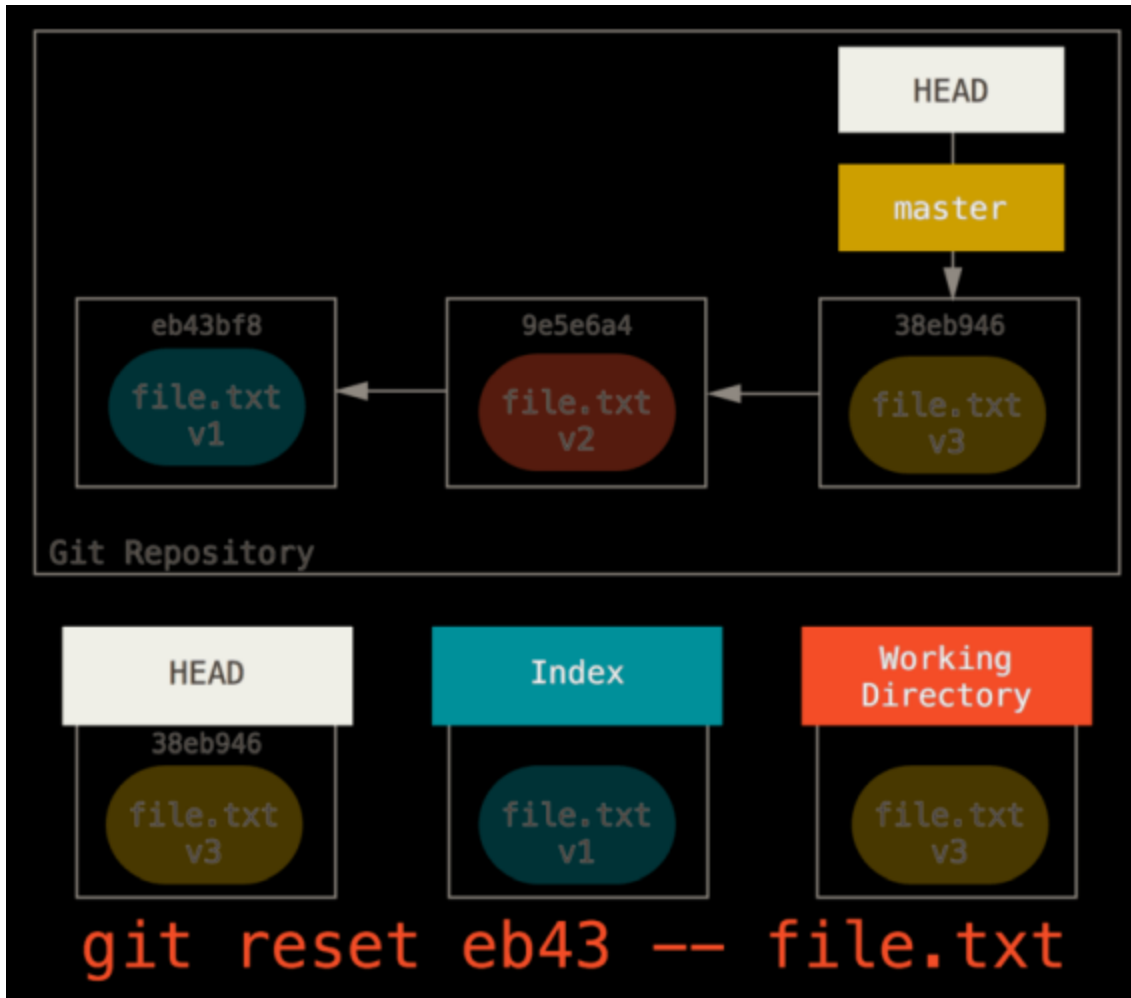 HEAD
master
eb43bf8
file.txt
v1
9e5e6a4
file.txt
v2
38eb946
file.txt
v3
Git Repository
HEAD
38eb946
file.txt
v3
Index
file.txt
v1
Working
Directory
file.txt
v3
git reset eb43 -- file.txt